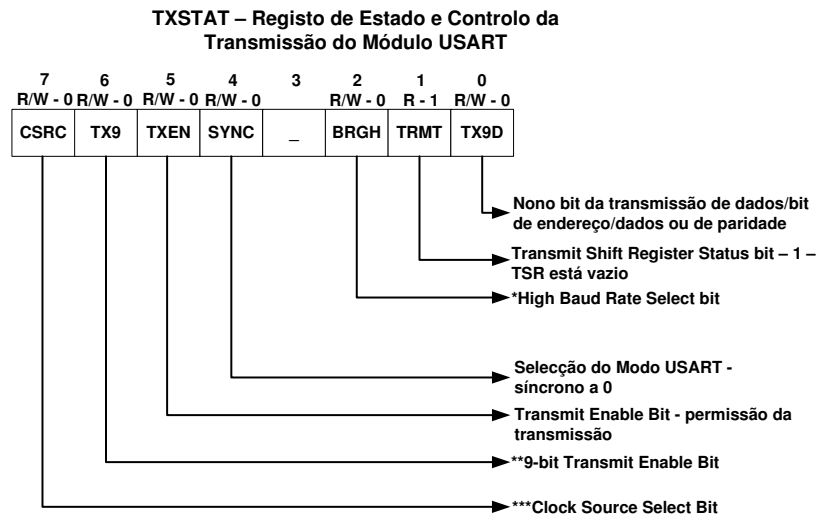 TXSTAT – Registo de Estado e Controlo da
Transmissão do Módulo USART
7 6 5 4 3 2 1 0
R/W - 0 R/W - 0 R/W - 0 R/W - 0 R/W - 0 R - 1 R/W - 0
CSRC TX9 TXEN SYNC _ BRGH TRMT TX9D
Nono bit da transmissão de dados/bit
de endereço/dados ou de paridade
Transmit Shift Register Status bit – 1 –
TSR está vazio
*High Baud Rate Select bit
Selecção do Modo USART -
síncrono a 0
Transmit Enable Bit - permissão da
transmissão
**9-bit Transmit Enable Bit
***Clock Source Select Bit